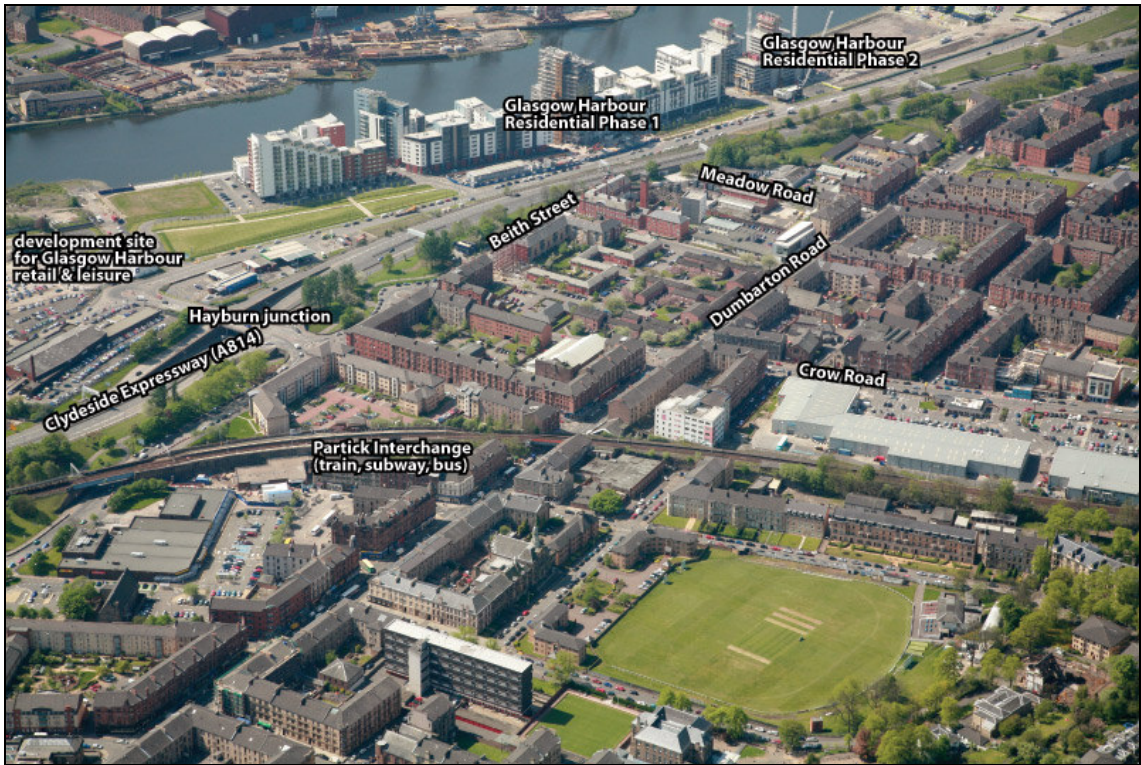 Glasgow Harbour
Residential Phase 2
Glasgow Harbour
Residential Phase 1
Meadow Road
Beith Street
development site
for Glasgow Harbour
retail & leisure
Dumbarton Road
Hayburn junction
Clydeside Expressway (A814)
Crow Road
Partick Interchange
(train, subway, bus)